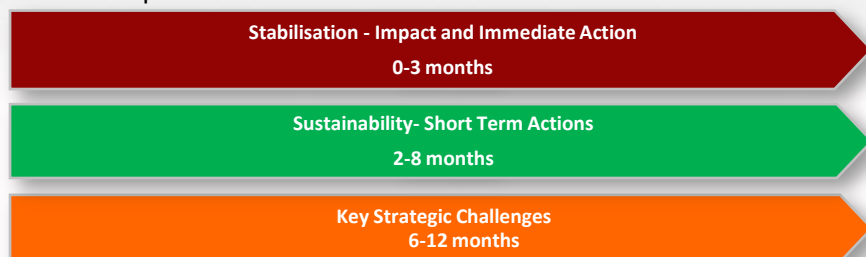 Stabilisation - Impact and Immediate Action
0-3 months
Sustainability- Short Term Actions
2-8 months
Key Strategic Challenges
6-12 months